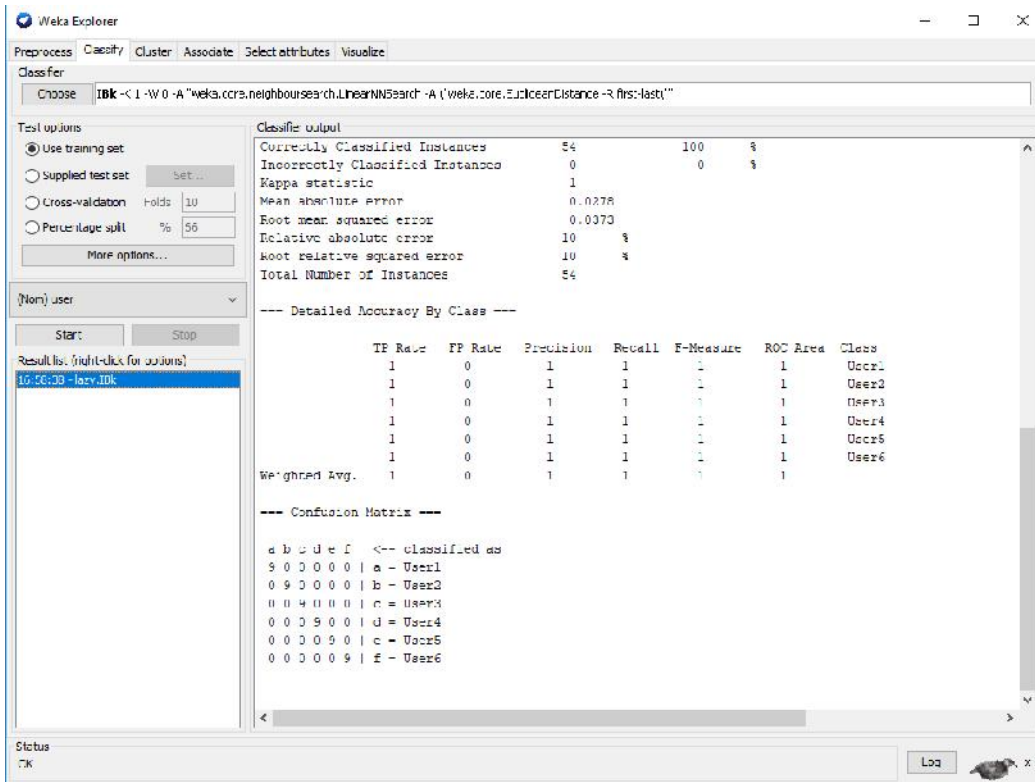 Weka Explorer
Preprocess Classify Cluster Associate Select attributes Visualize
Classifier
Choose IBk -K 1 -W 0 -A "weka.core.neighboursearch.LinearNNSearch -A \"weka.core.EuclideanDistance -R first-last\""
Test options
Use training set
Supplied test set Set...
Cross-validation Folds 10
Percentage split %
More options...
(Nom) user
Start Stop
Result list (right-click for options)
lazy.IBk
Classifier output
Correctly Classified Instances 54 100 %
Incorrectly Classified Instances 0 0 %
Kappa statistic 1
Mean absolute error 0.0278
Root mean squared error 0.0373
Relative absolute error 10 %
Root relative squared error 10 %
Total Number of Instances 54
=== Detailed Accuracy By Class ===
TP Rate FP Rate Precision Recall F-Measure ROC Area Class
1 0 1 1 1 1 User1
1 0 1 1 1 1 User2
1 0 1 1 1 1 User3
1 0 1 1 1 1 User4
1 0 1 1 1 1 User5
1 0 1 1 1 1 User6
Weighted Avg. 1 0 1 1 1 1
=== Confusion Matrix ===
a b c d e f <-- classified as
9 0 0 0 0 0 | a = User1
0 9 0 0 0 0 | b = User2
0 0 9 0 0 0 | c = User3
0 0 0 9 0 0 | d = User4
0 0 0 0 9 0 | e = User5
0 0 0 0 0 9 | f = User6
Status
OK
Log
x